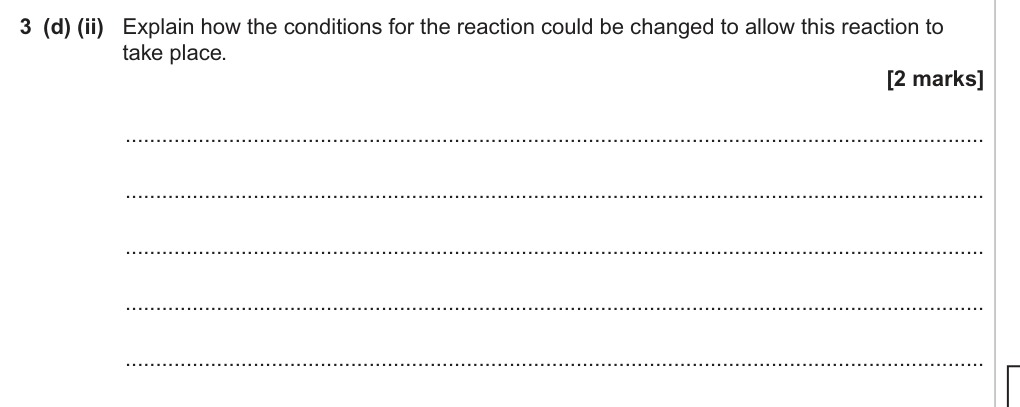 3 (d) (ii) Explain how the conditions for the reaction could be changed to allow this reaction to
take place.
[2 marks]